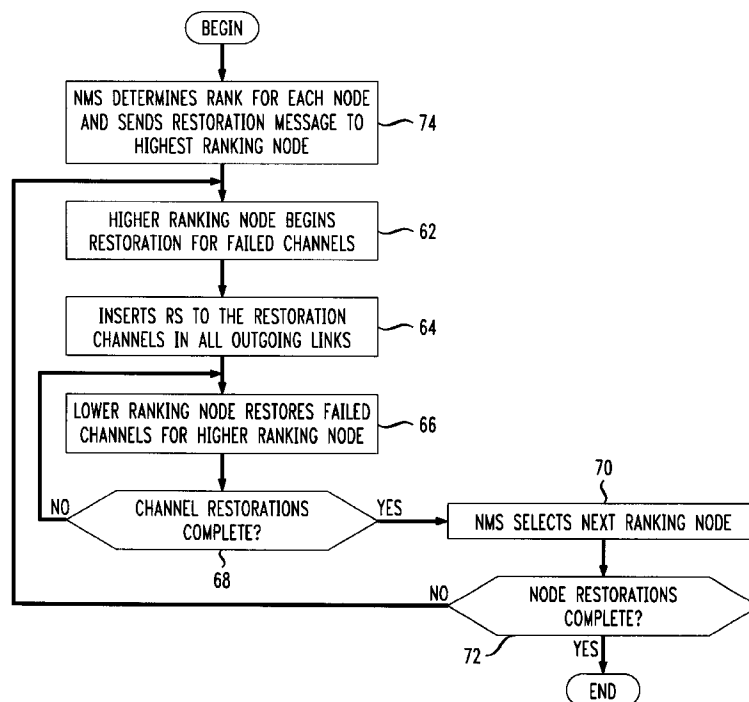 BEGIN
NMS DETERMINES RANK FOR EACH NODE
AND SENDS RESTORATION MESSAGE TO
HIGHEST RANKING NODE
74
HIGHER RANKING NODE BEGINS
RESTORATION FOR FAILED CHANNELS
62
INSERTS RS TO THE RESTORATION
CHANNELS IN ALL OUTGOING LINKS
64
LOWER RANKING NODE RESTORES FAILED
CHANNELS FOR HIGHER RANKING NODE
66
NO
CHANNEL RESTORATIONS
COMPLETE?
YES
68
70
NMS SELECTS NEXT RANKING NODE
NO
NODE RESTORATIONS
COMPLETE?
72
YES
END